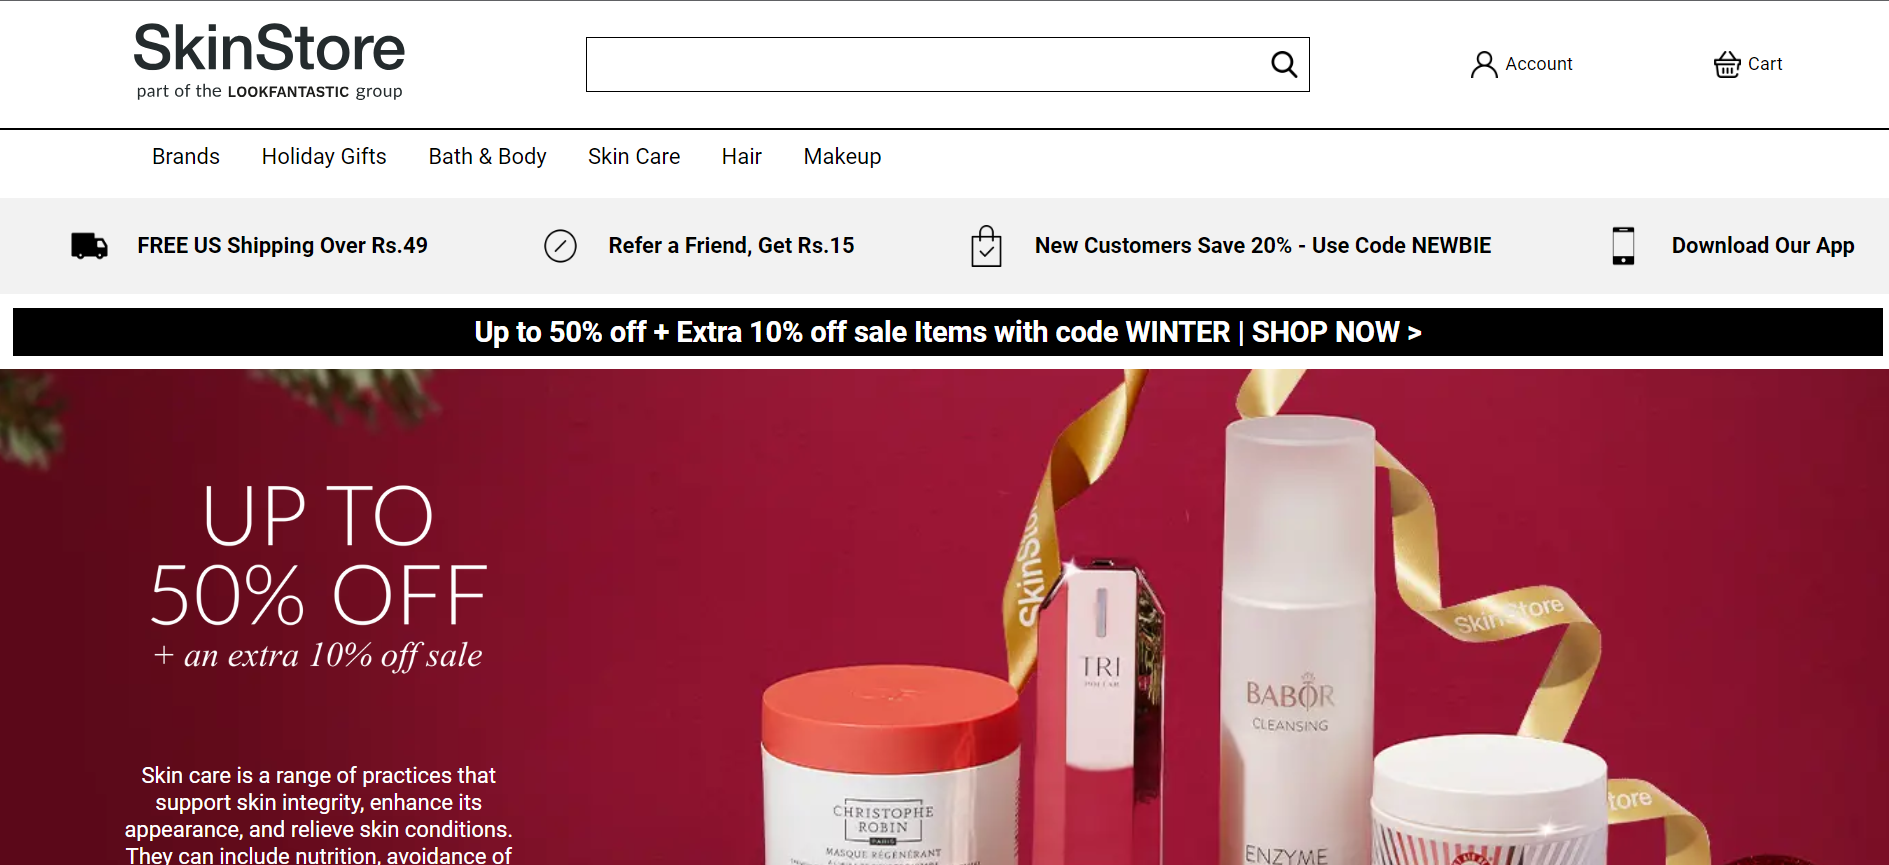 SkinStore
part of the LOOKFANTASTIC group
Account
Cart
Brands
Holiday Gifts
Bath & Body
Skin Care
Hair
Makeup
FREE US Shipping Over Rs.49
Refer a Friend, Get Rs.15
New Customers Save 20% - Use Code NEWBIE
Download Our App
Up to 50% off + Extra 10% off sale Items with code WINTER | SHOP NOW >
UP TO
50% OFF
+ an extra 10% off sale
Skin care is a range of practices that
support skin integrity, enhance its
appearance, and relieve skin conditions.
They can include nutrition, avoidance of
SkinSto
SkinStore
tore
TRI
BABOR
CLEANSING
ENZYME
CHRISTOPHE
ROBIN
PARIS
MASQUE RÉGÉNÉRANT